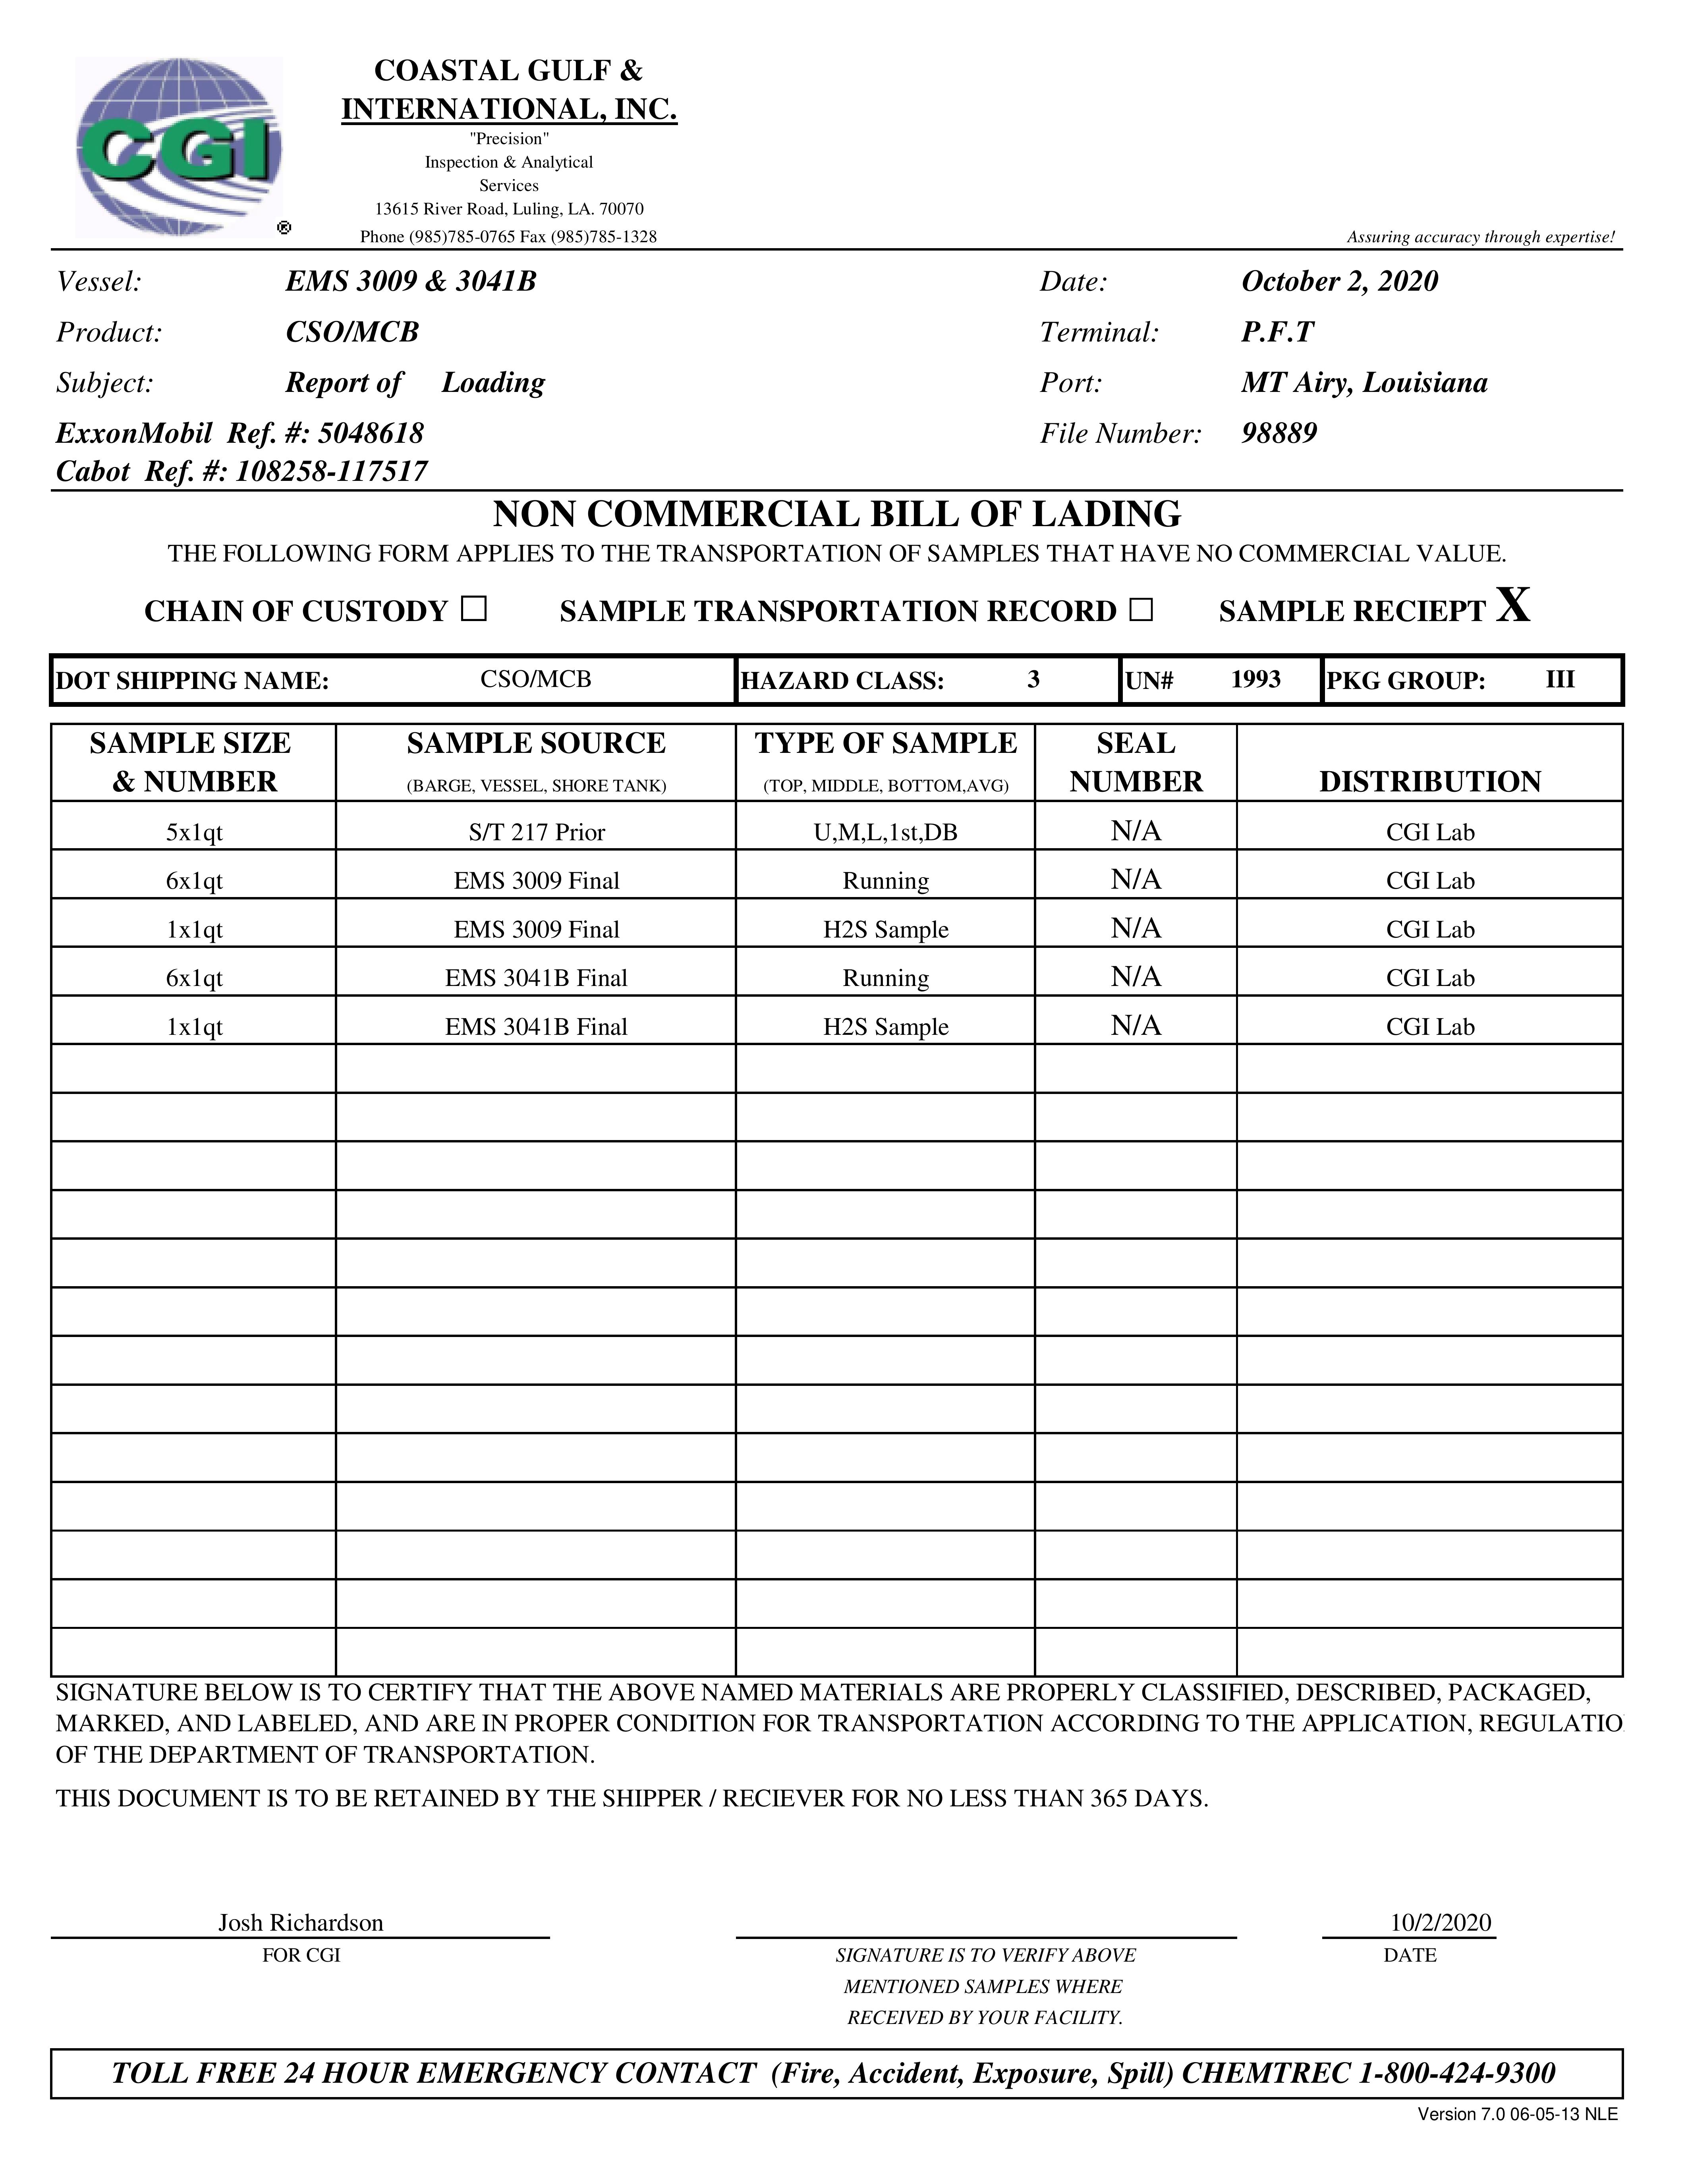 CGI
®
COASTAL GULF &
INTERNATIONAL, INC.
"Precision"
Inspection & Analytical
Services
13615 River Road, Luling, LA. 70070
Phone (985)785-0765 Fax (985)785-1328
Assuring accuracy through expertise!
Vessel: EMS 3009 & 3041B Date: October 2, 2020
Product: CSO/MCB Terminal: P.F.T
Subject: Report of Loading Port: MT Airy, Louisiana
ExxonMobil Ref. #: 5048618 File Number: 98889
Cabot Ref. #: 108258-117517
NON COMMERCIAL BILL OF LADING
THE FOLLOWING FORM APPLIES TO THE TRANSPORTATION OF SAMPLES THAT HAVE NO COMMERCIAL VALUE.
CHAIN OF CUSTODY ☐ SAMPLE TRANSPORTATION RECORD ☐ SAMPLE RECIEPT X
DOT SHIPPING NAME: CSO/MCB HAZARD CLASS: 3 UN# 1993 PKG GROUP: III
SAMPLE SIZE SAMPLE SOURCE TYPE OF SAMPLE SEAL
& NUMBER (BARGE, VESSEL, SHORE TANK) (TOP, MIDDLE, BOTTOM,AVG) NUMBER DISTRIBUTION
5x1qt S/T 217 Prior U,M,L,1st,DB N/A CGI Lab
6x1qt EMS 3009 Final Running N/A CGI Lab
1x1qt EMS 3009 Final H2S Sample N/A CGI Lab
6x1qt EMS 3041B Final Running N/A CGI Lab
1x1qt EMS 3041B Final H2S Sample N/A CGI Lab
SIGNATURE BELOW IS TO CERTIFY THAT THE ABOVE NAMED MATERIALS ARE PROPERLY CLASSIFIED, DESCRIBED, PACKAGED,
MARKED, AND LABELED, AND ARE IN PROPER CONDITION FOR TRANSPORTATION ACCORDING TO THE APPLICATION, REGULATIO
OF THE DEPARTMENT OF TRANSPORTATION.
THIS DOCUMENT IS TO BE RETAINED BY THE SHIPPER / RECIEVER FOR NO LESS THAN 365 DAYS.
Josh Richardson 10/2/2020
FOR CGI SIGNATURE IS TO VERIFY ABOVE DATE
MENTIONED SAMPLES WHERE
RECEIVED BY YOUR FACILITY.
TOLL FREE 24 HOUR EMERGENCY CONTACT (Fire, Accident, Exposure, Spill) CHEMTREC 1-800-424-9300
Version 7.0 06-05-13 NLE